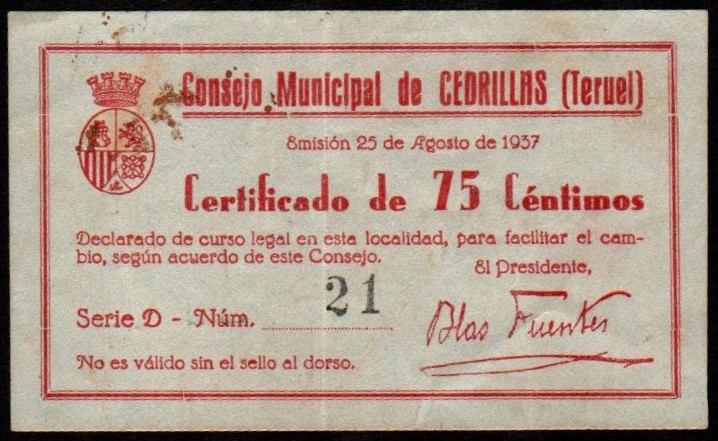 Consejo Municipal de CEDRILLAS (Teruel)
Emisión 25 de Agosto de 1937
Certificado de 75 Céntimos
Declarado de curso legal en esta localidad, para facilitar el cam-
bio, según acuerdo de este Consejo.
El Presidente,
Serie D - Núm. 21
Blas Fuentes
No es válido sin el sello al dorso.